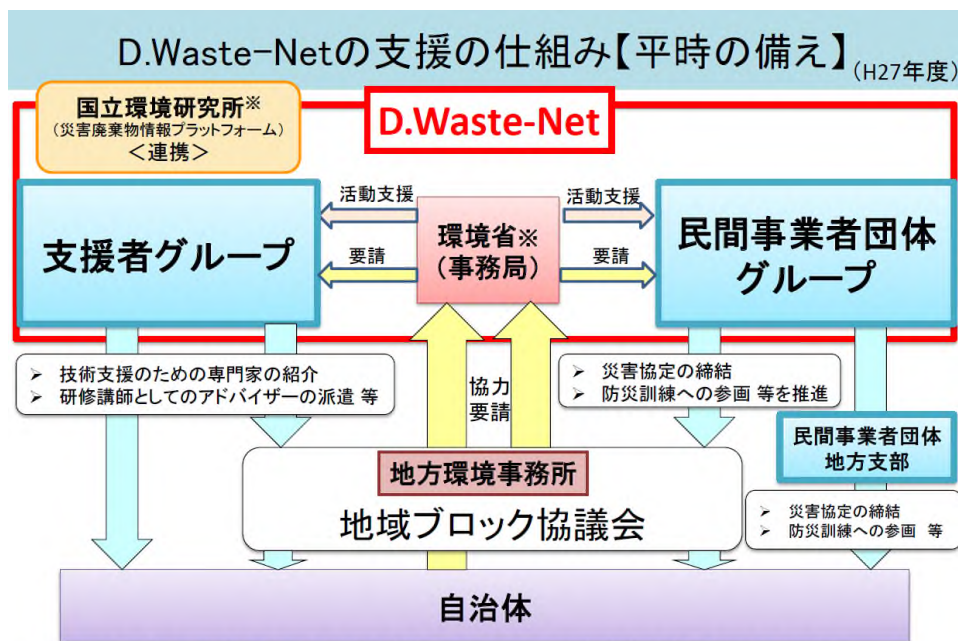 D.Waste-Netの支援の仕組み【平時の備え】(H27年度)
国立環境研究所※
(災害廃棄物情報プラットフォーム)
<連携>
D.Waste-Net
支援者グループ
活動支援
要請
環境省※
(事務局)
活動支援
要請
民間事業者団体
グループ
➢ 技術支援のための専門家の紹介
➢ 研修講師としてのアドバイザーの派遣 等
協力
要請
➢ 災害協定の締結
➢ 防災訓練への参画 等を推進
民間事業者団体
地方支部
地方環境事務所
地域ブロック協議会
➢ 災害協定の締結
➢ 防災訓練への参画 等
自治体